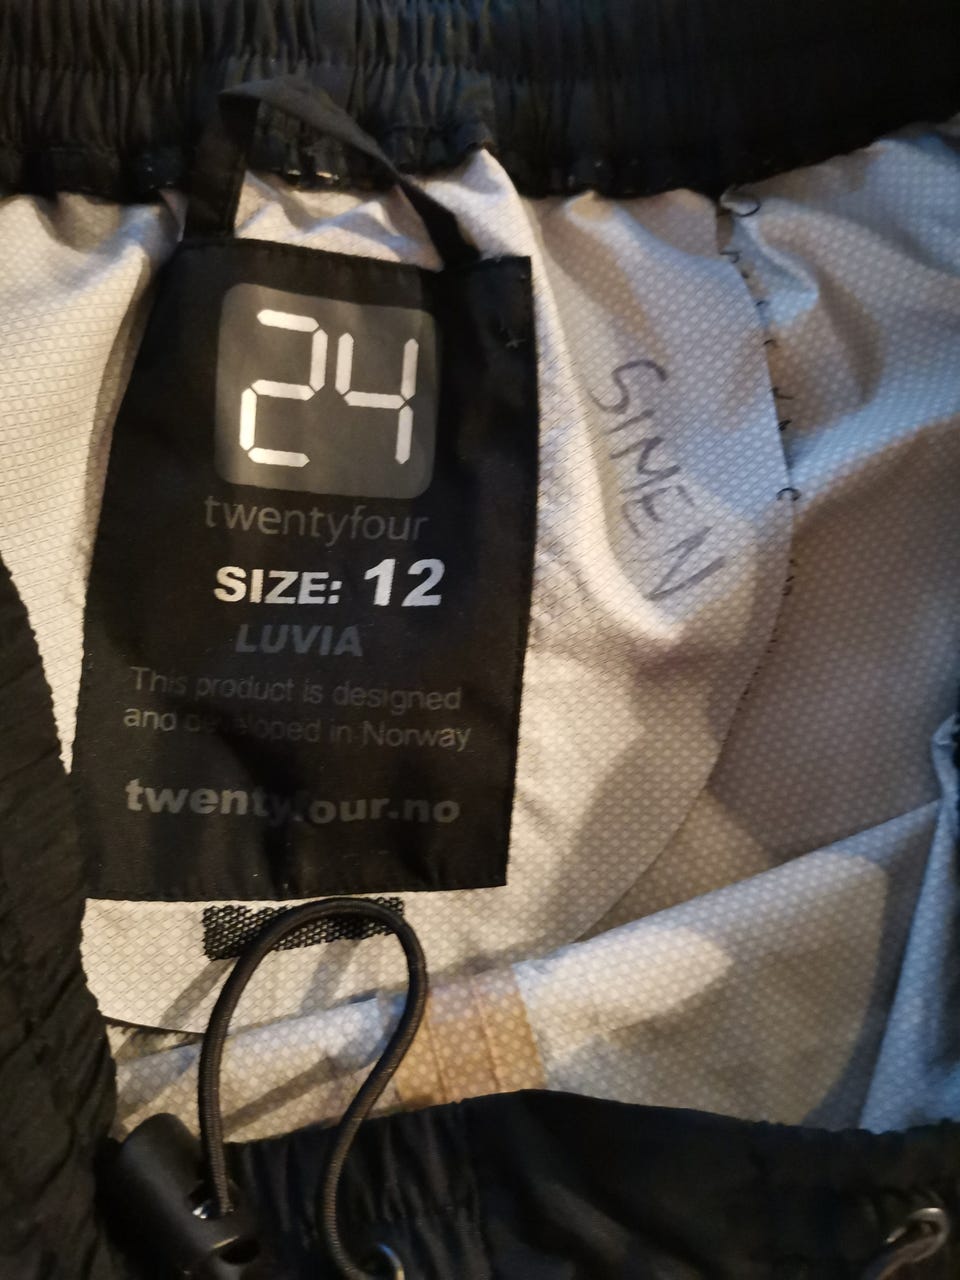 24
twentyfour
SIZE: 12
LUVIA
This product is designed
and developed in Norway
twentyfour.no
SIMEN